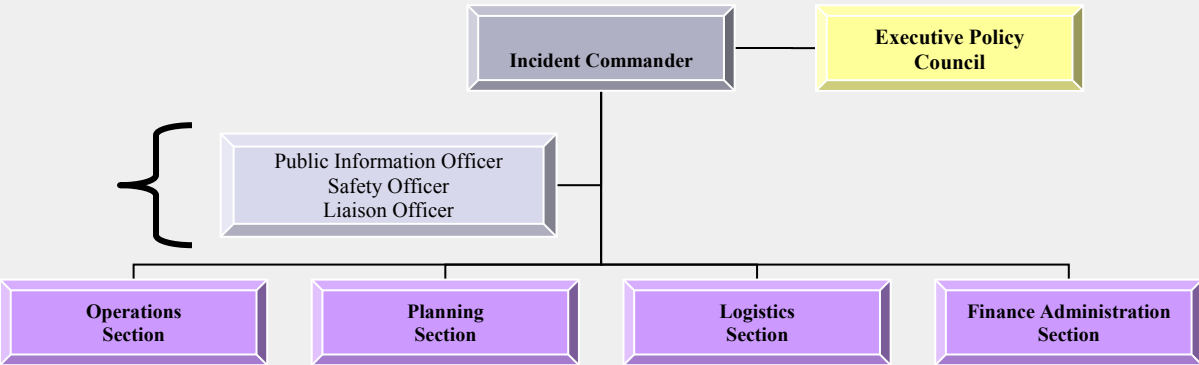 Incident Commander
Executive Policy
Council
Public Information Officer
Safety Officer
Liaison Officer
Operations
Section
Planning
Section
Logistics
Section
Finance Administration
Section